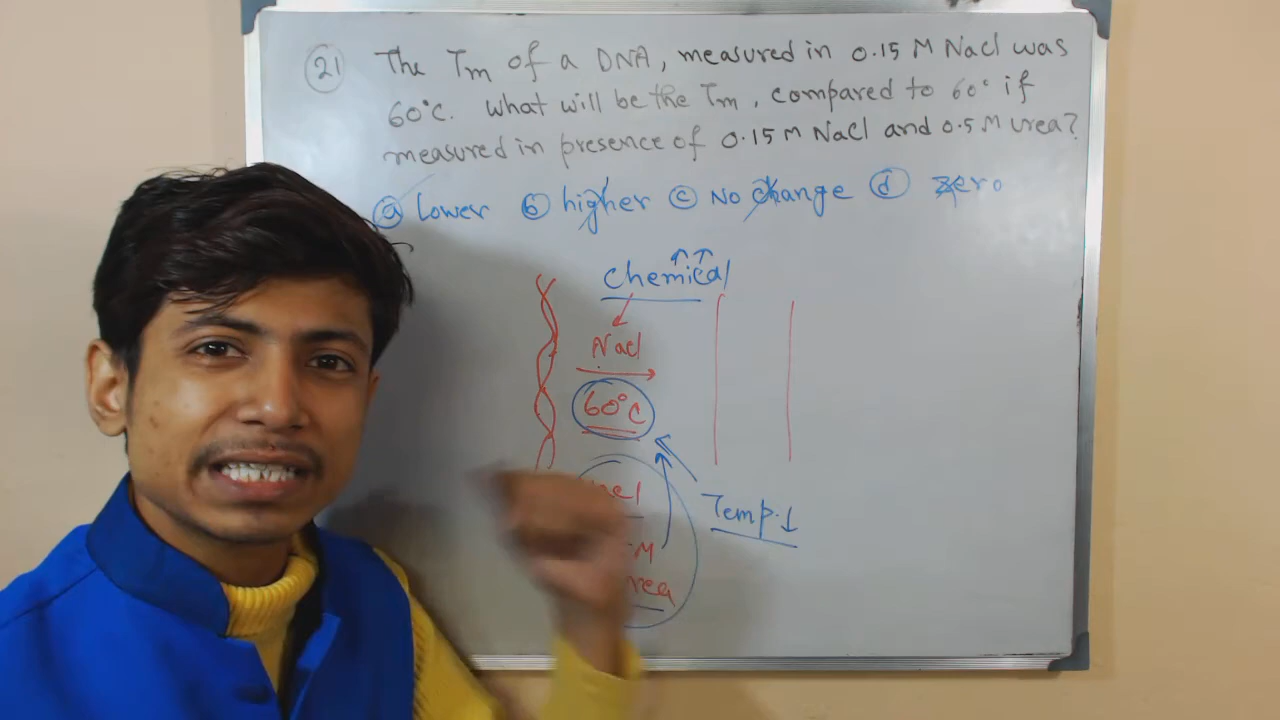 21 The Tm of a DNA, measured in 0.15 M Nacl was
60°c. What will be the Tm, compared to 60° if
measured in presence of 0.15 M NaCl and 0.5 M urea?
a lower b higher c No change d zero
Chemical ↑↑
Nacl
60°C
Temp. ↓
M